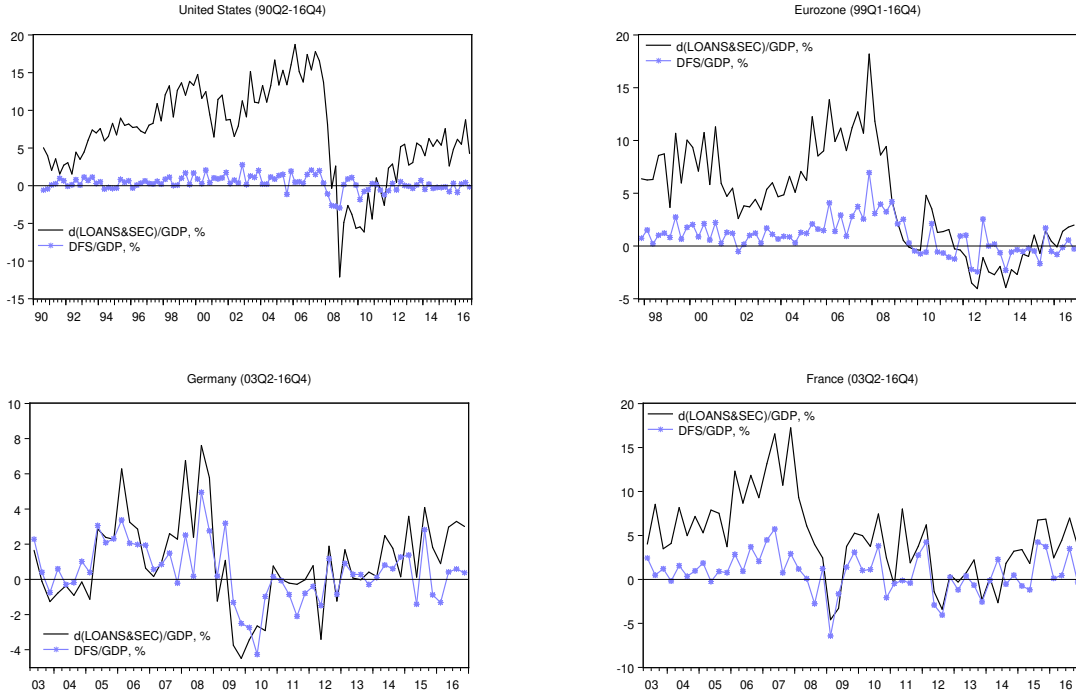 United States (90Q2-16Q4)
20
15
10
5
0
-5
-10
-15
d(LOANS&SEC)/GDP, %
DFS/GDP, %
90 92 94 96 98 00 02 04 06 08 10 12 14 16
Eurozone (99Q1-16Q4)
20
15
10
5
0
-5
d(LOANS&SEC)/GDP, %
DFS/GDP, %
98 00 02 04 06 08 10 12 14 16
Germany (03Q2-16Q4)
10
8
6
4
2
0
-2
-4
d(LOANS&SEC)/GDP, %
DFS/GDP, %
03 04 05 06 07 08 09 10 11 12 13 14 15 16
France (03Q2-16Q4)
20
15
10
5
0
-5
-10
d(LOANS&SEC)/GDP, %
DFS/GDP, %
03 04 05 06 07 08 09 10 11 12 13 14 15 16